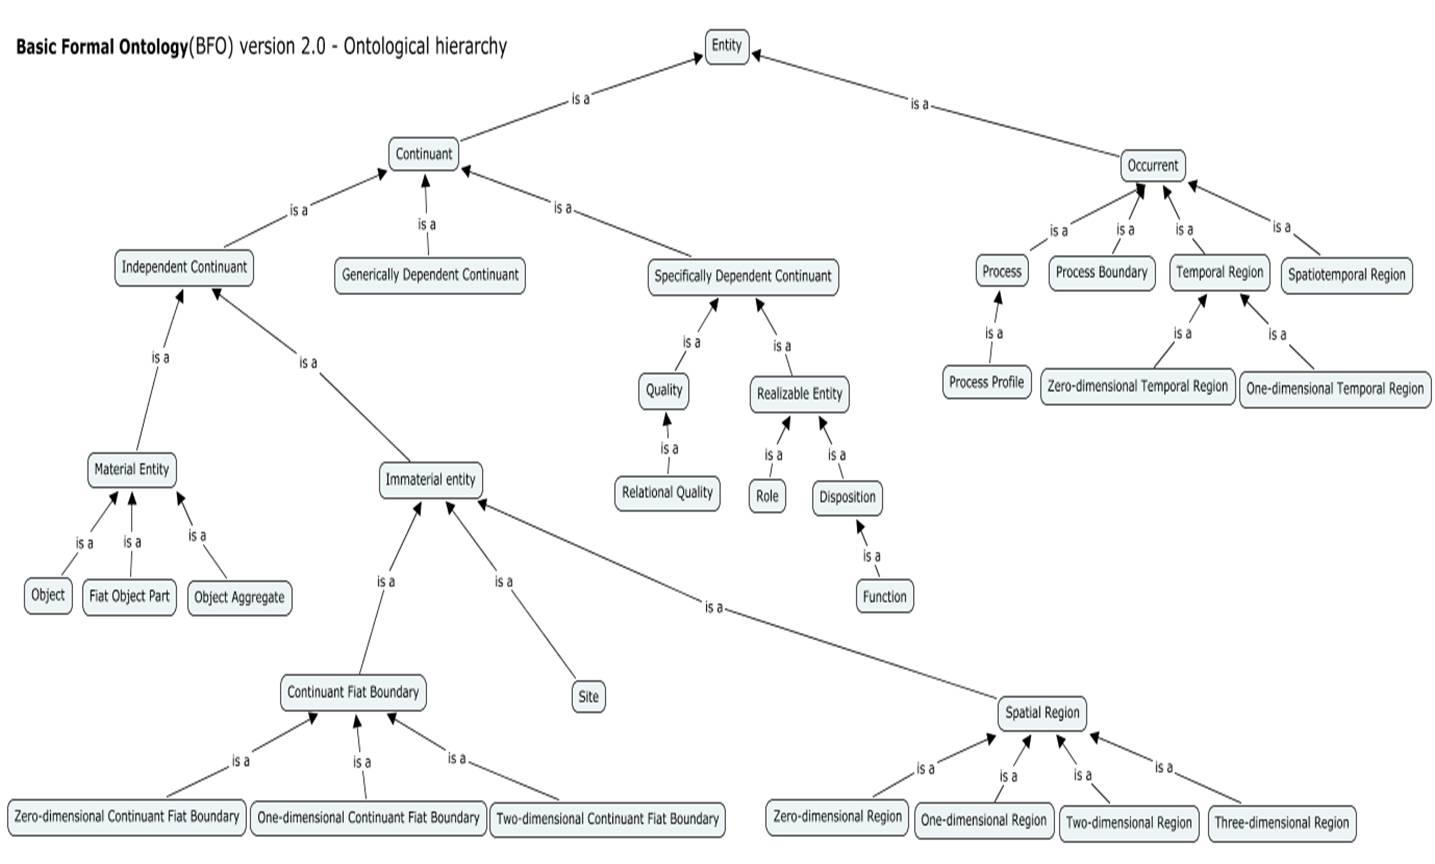 Basic Formal Ontology(BFO) version 2.0 - Ontological hierarchy
Entity
is a
is a
Continuant
Occurrent
is a
is a
is a
is a
is a
is a
is a
Independent Continuant
Generically Dependent Continuant
Specifically Dependent Continuant
Process
Process Boundary
Temporal Region
Spatiotemporal Region
is a
is a
is a
is a
is a
is a
is a
Quality
Realizable Entity
Process Profile
Zero-dimensional Temporal Region
One-dimensional Temporal Region
is a
is a
is a
Material Entity
Immaterial entity
Relational Quality
Role
Disposition
is a
is a
is a
is a
Object
Fiat Object Part
Object Aggregate
Function
is a
is a
is a
Continuant Fiat Boundary
Site
Spatial Region
is a
is a
is a
is a
is a
is a
is a
Zero-dimensional Continuant Fiat Boundary
One-dimensional Continuant Fiat Boundary
Two-dimensional Continuant Fiat Boundary
Zero-dimensional Region
One-dimensional Region
Two-dimensional Region
Three-dimensional Region